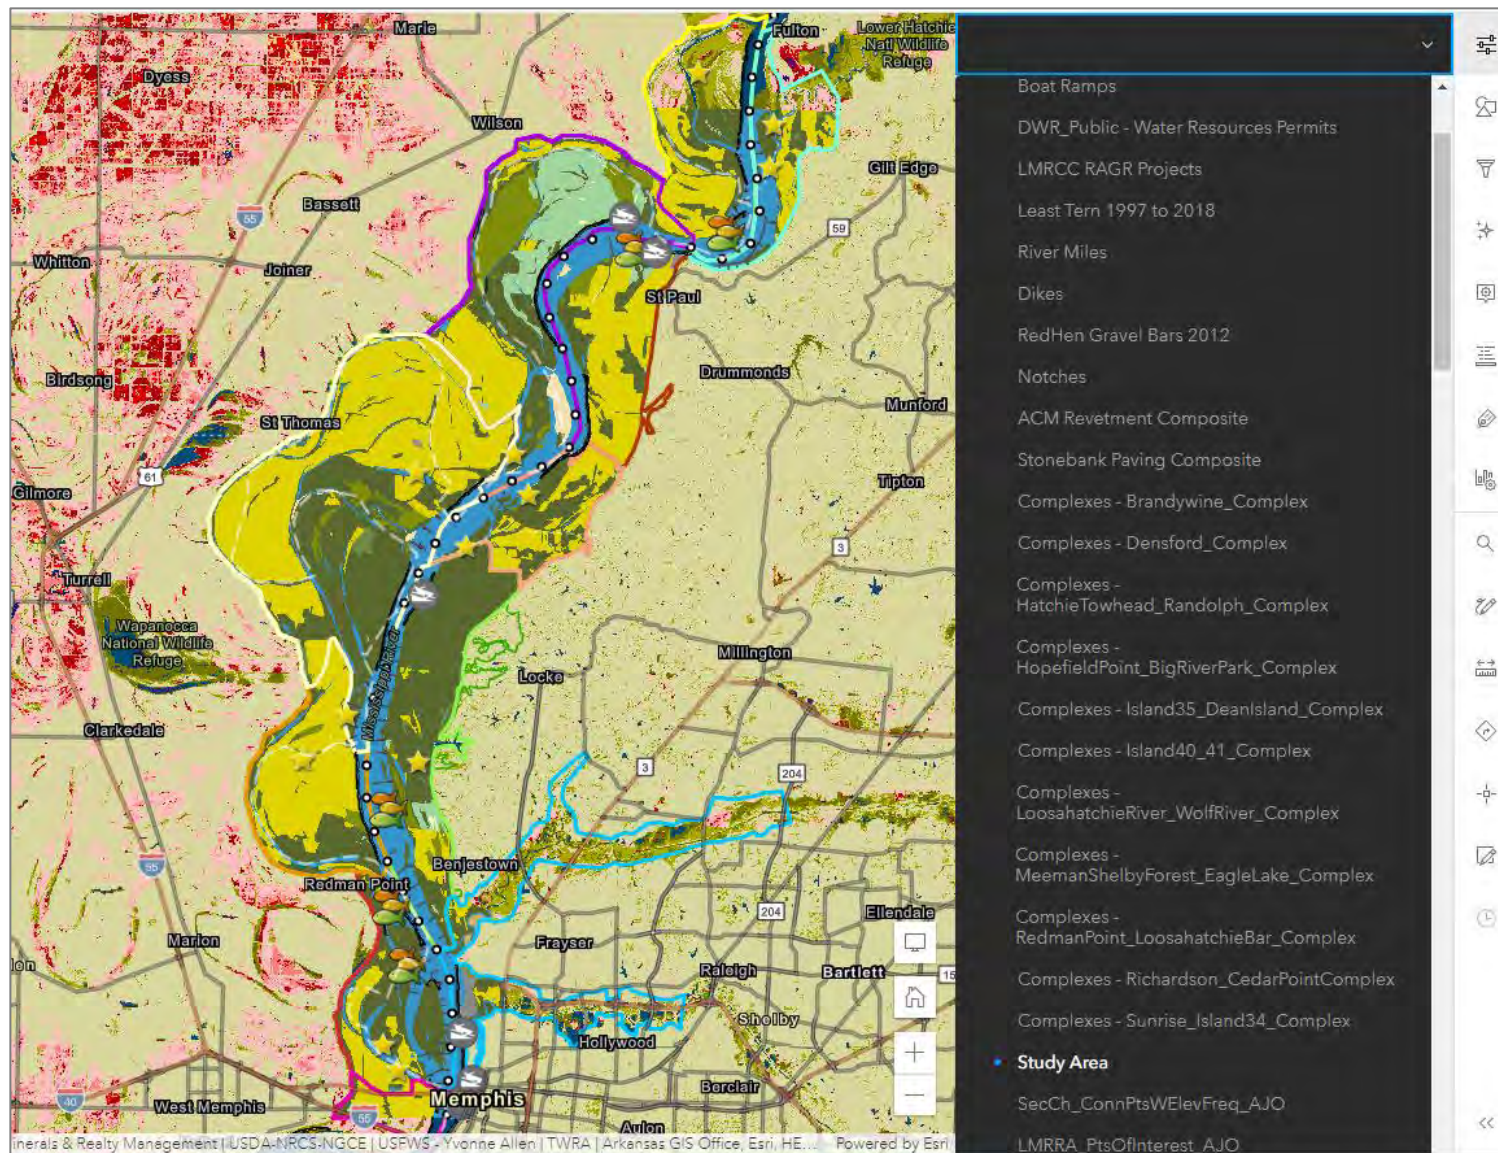 Marie
Fulton
Lower Hatchie
Natl Wildlife
Refuge
Dyess
Wilson
Gilt Edge
Bassett
55
59
Whitton
Joiner
St Paul
Birdsong
Drummonds
Munford
St Thomas
61
Gilmore
Tipton
3
Turrell
Wapanocca
National Wildlife
Refuge
Mississippi River
Locke
Millington
Clarkedale
3
204
55
Benjestown
Redman Point
204
Ellendale
Marion
Frayser
Raleigh
Bartlett
15
Shelby
Hollywood
Berclair
40
West Memphis
55
Memphis
Aulon
inerals & Realty Management | USDA-NRCS-NGCE | USFWS - Yvonne Allen | TWRA | Arkansas GIS Office, Esri, HE...
Powered by Esri
Boat Ramps
DWR_Public - Water Resources Permits
LMRCC RAGR Projects
Least Tern 1997 to 2018
River Miles
Dikes
RedHen Gravel Bars 2012
Notches
ACM Revetment Composite
Stonebank Paving Composite
Complexes - Brandywine_Complex
Complexes - Densford_Complex
Complexes -
HatchieTowhead_Randolph_Complex
Complexes -
HopefieldPoint_BigRiverPark_Complex
Complexes - Island35_DeanIsland_Complex
Complexes - Island40_41_Complex
Complexes -
LoosahatchieRiver_WolfRiver_Complex
Complexes -
MeemanShelbyForest_EagleLake_Complex
Complexes -
RedmanPoint_LoosahatchieBar_Complex
Complexes - Richardson_CedarPointComplex
Complexes - Sunrise_Island34_Complex
Study Area
SecCh_ConnPtsWElevFreq_AJO
LMRRA_PtsOfInterest_AJO